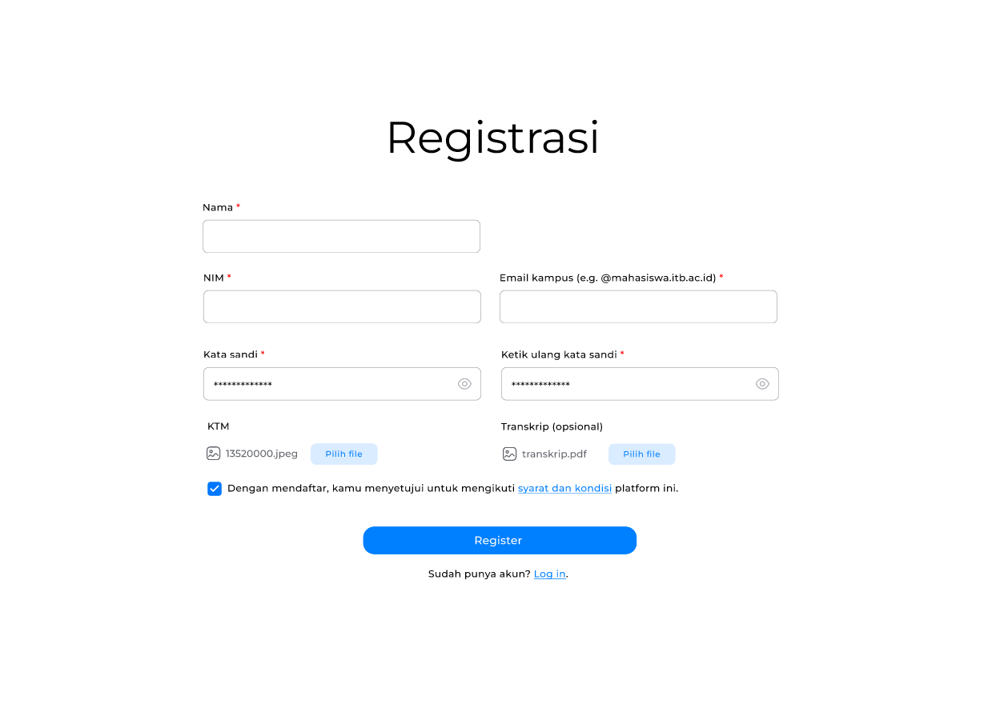 Registrasi
Nama *
NIM *
Email kampus (e.g. @mahasiswa.itb.ac.id) *
Kata sandi *
Ketik ulang kata sandi *
*************
*************
KTM
Transkrip (opsional)
13520000.jpeg
Pilih file
transkrip.pdf
Pilih file
Dengan mendaftar, kamu menyetujui untuk mengikuti syarat dan kondisi platform ini.
Register
Sudah punya akun? Log in.